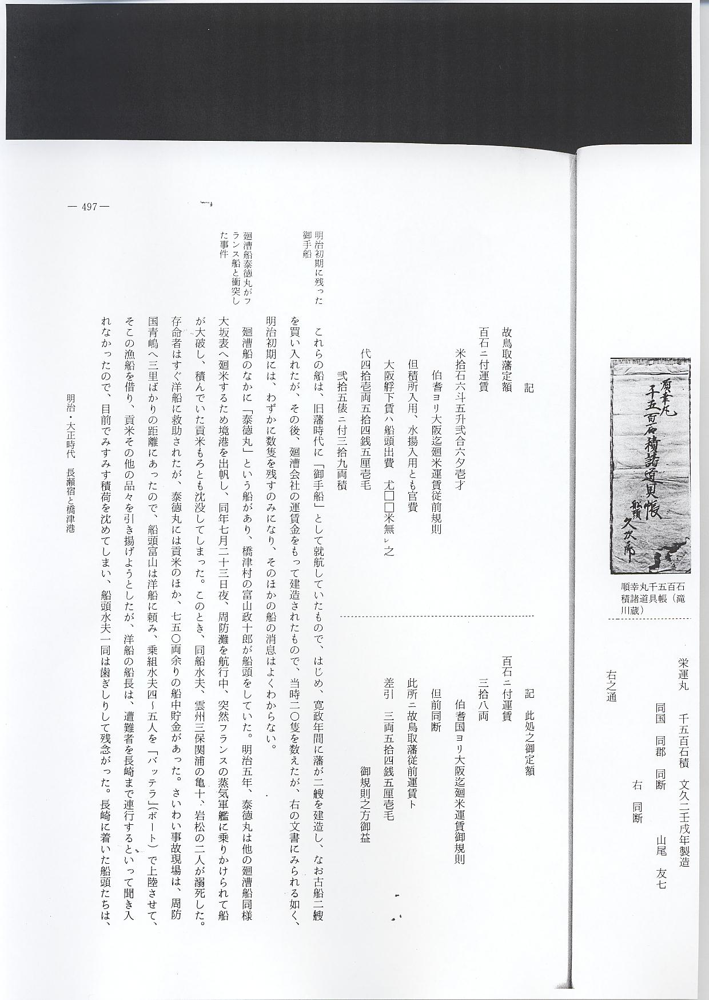 栄運丸　千五百石積　文久二壬戌年製造
同国　同郡　同断　山尾　友七
右　同断
右之通
千五百石積諸道具帳
船頭
久次郎
順幸丸千五百石
積諸道具帳（滝
川蔵）
記
故鳥取藩定額
百石ニ付運賃
米拾石六斗五升弐合六夕壱才
伯耆ヨリ大阪迄廻米運賃従前規則
但積所入用、水揚入用とも官費
大阪艀下賃ハ船頭出費　尤□□米無レ之
代四拾壱両五拾四銭五厘壱毛
弐拾五俵ニ付三拾九両積
記　此処之御定額
百石ニ付運賃
三拾八両
伯耆国ヨリ大阪迄廻米運賃御規則
但前同断
此所ニ故鳥取藩従前運賃ト
差引　三両五拾四銭五厘壱毛
御規則之方御益
明治初期に残った
御手船
これらの船は、旧藩時代に「御手船」として就航していたもので、はじめ、寛政年間に藩が二艘を建造し、なお古船二艘
を買い入れたが、その後、廻漕会社の運賃金をもって建造されたもので、当時二〇隻を数えたが、右の文書にみられる如く、
明治初期には、わずかに数隻を残すのみになり、そのほかの船の消息はよくわからない。
廻漕船泰徳丸がフ
ランス船と衝突し
た事件
廻漕船のなかに「泰徳丸」という船があり、橋津村の富山政十郎が船頭をしていた。明治五年、泰徳丸は他の廻漕船同様
大坂表へ廻米するため境港を出帆し、同年七月二十三日夜、周防灘を航行中、突然フランスの蒸気軍艦に乗りかけられて船
が大破し、積んでいた貢米もろとも沈没してしまった。このとき、同船水夫、雲州三保関浦の亀十、岩松の二人が溺死した。
存命者はすぐ洋船に救助されたが、泰徳丸には貢米のほか、七五〇両余りの船中貯金があった。さいわい事故現場は、周防
国青嶋へ三里ばかりの距離にあったので、船頭富山は洋船に頼み、乗組水夫四～五人を「バッテラ」（ボート）で上陸させて、
そこの漁船を借り、貢米その他の品々を引き揚げようとしたが、洋船の船長は、遭難者を長崎まで連行するといって聞き入
れなかったので、目前でみすみす積荷を沈めてしまい、船頭水夫一同は歯ぎしりして残念がった。長崎に着いた船頭たちは、
明治・大正時代　長瀬宿と橋津港
― 497 ―